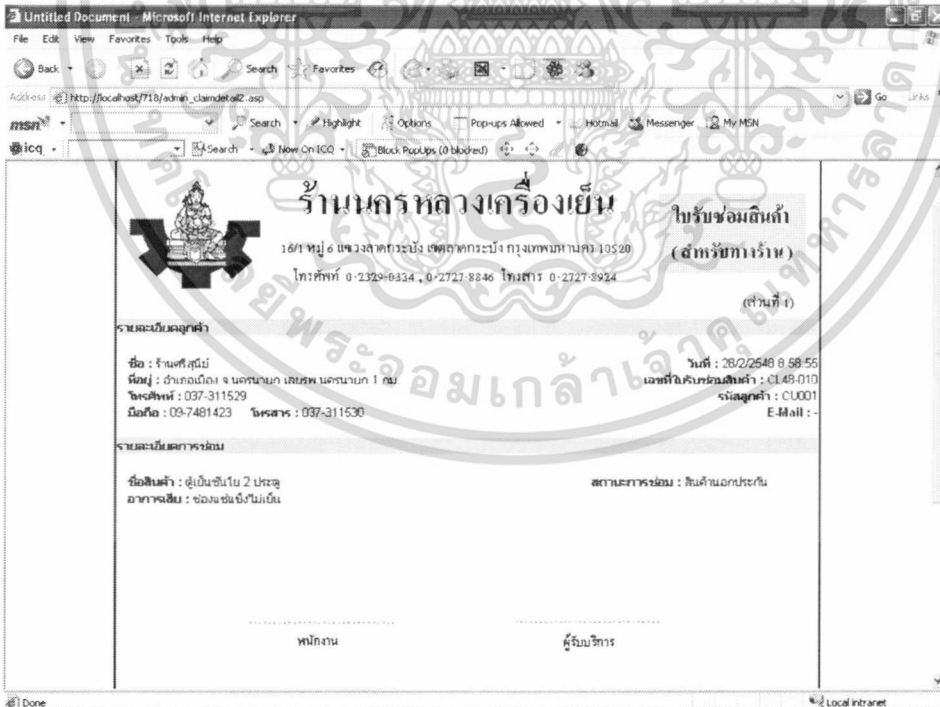 Untitled Document - Microsoft Internet Explorer
File Edit View Favorites Tools Help
Back Search Favorites
Address http://localhost/718/admin_claimdetail2.asp Go Links
msn Search Highlight Options Pop-ups Allowed Hotmail Messenger My MSN
icq Search Now On ICQ Block PopUps (0 blocked)
ร้านนครหลวงเครื่องเย็น
ใบรับซ่อมสินค้า
(สำหรับทางร้าน)
16/1 หมู่ 6 แขวงลาดกระบัง เขตลาดกระบัง กรุงเทพมหานคร 10520
โทรศัพท์ 0-2329-0334 , 0-2727-8846 โทรสาร 0-2727-8924
(ส่วนที่ 1)
รายละเอียดลูกค้า
ชื่อ : ร้านศรีสุนีย์ วันที่ : 28/2/2548 8:58:55
ที่อยู่ : อำเภอเมือง จ.นครนายก เลยรพ.นครนายก 1 กม. เลขที่ใบรับซ่อมสินค้า : CL48-010
โทรศัพท์ : 037-311529 รหัสลูกค้า : CU001
มือถือ : 09-7481423 โทรสาร : 037-311530 E-Mail : -
รายละเอียดการซ่อม
ชื่อสินค้า : ตู้เย็นซันโย 2 ประตู สถานะการซ่อม : สินค้านอกประกัน
อาการเสีย : ช่องแช่แข็งไม่เย็น
พนักงาน ผู้รับบริการ
Done Local intranet